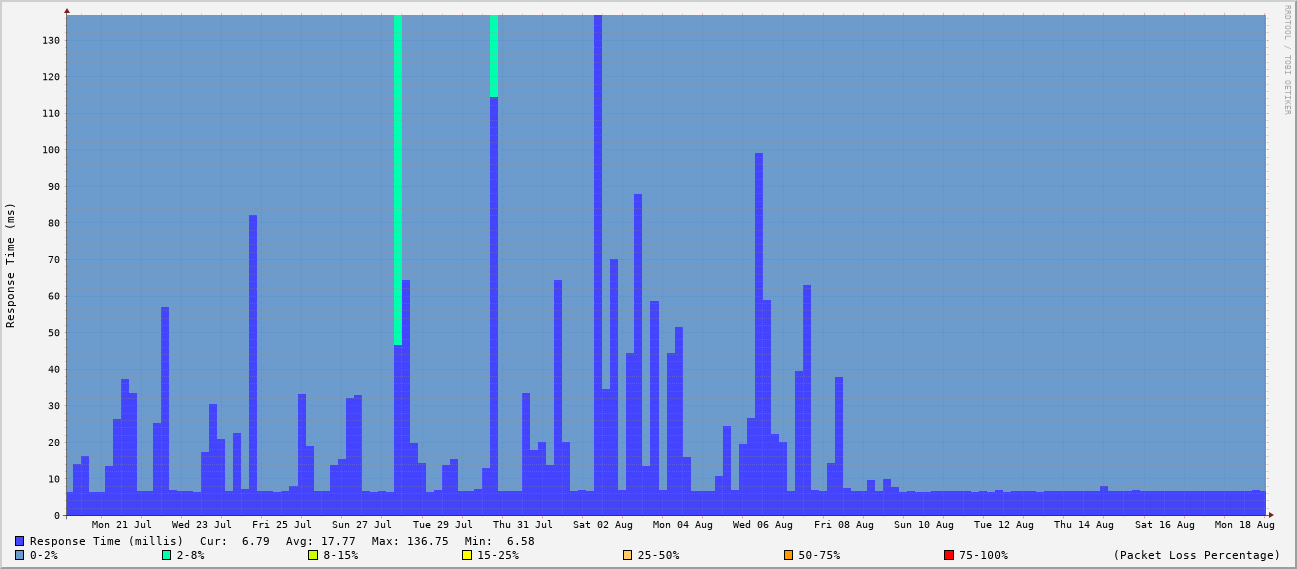 RRDTOOL / TOBI OETIKER
Response Time (ms)
130
120
110
100
90
80
70
60
50
40
30
20
10
0
Mon 21 Jul Wed 23 Jul Fri 25 Jul Sun 27 Jul Tue 29 Jul Thu 31 Jul Sat 02 Aug Mon 04 Aug Wed 06 Aug Fri 08 Aug Sun 10 Aug Tue 12 Aug Thu 14 Aug Sat 16 Aug Mon 18 Aug
Response Time (millis) Cur: 6.79 Avg: 17.77 Max: 136.75 Min: 6.58
0-2% 2-8% 8-15% 15-25% 25-50% 50-75% 75-100% (Packet Loss Percentage)